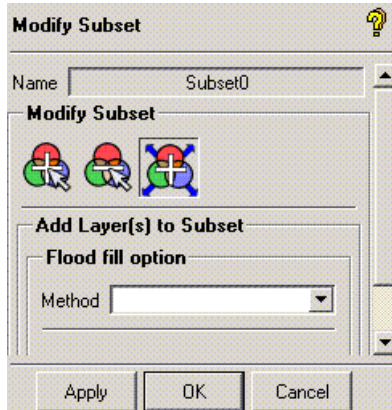 Modify Subset
Name Subset0
Modify Subset
Add Layer(s) to Subset
Flood fill option
Method
Apply OK Cancel